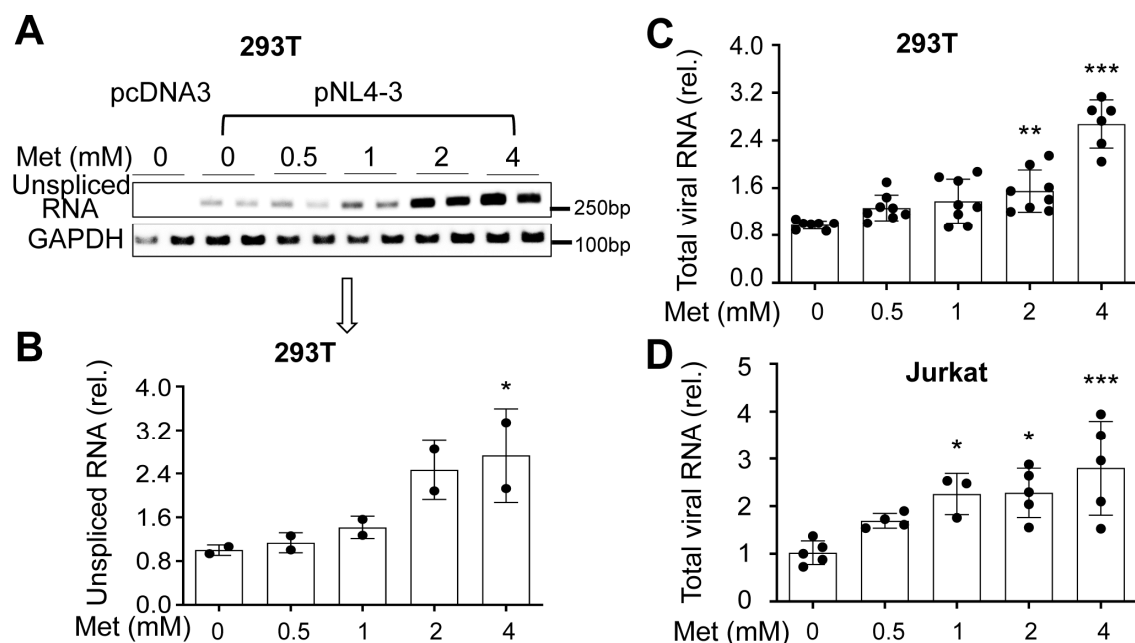 A
293T
pcDNA3 pNL4-3
Met (mM) 0 0 0.5 1 2 4
Unspliced
RNA
250bp
GAPDH
100bp
B
293T
Unspliced RNA (rel.)
4.0
3.2
2.4
1.6
0.8
0.0
*
Met (mM) 0 0.5 1 2 4
C
293T
Total viral RNA (rel.)
4.0
3.2
2.4
1.6
0.8
0.0
**
***
Met (mM) 0 0.5 1 2 4
D
Jurkat
Total viral RNA (rel.)
5
4
3
2
1
0
*
*
***
Met (mM) 0 0.5 1 2 4